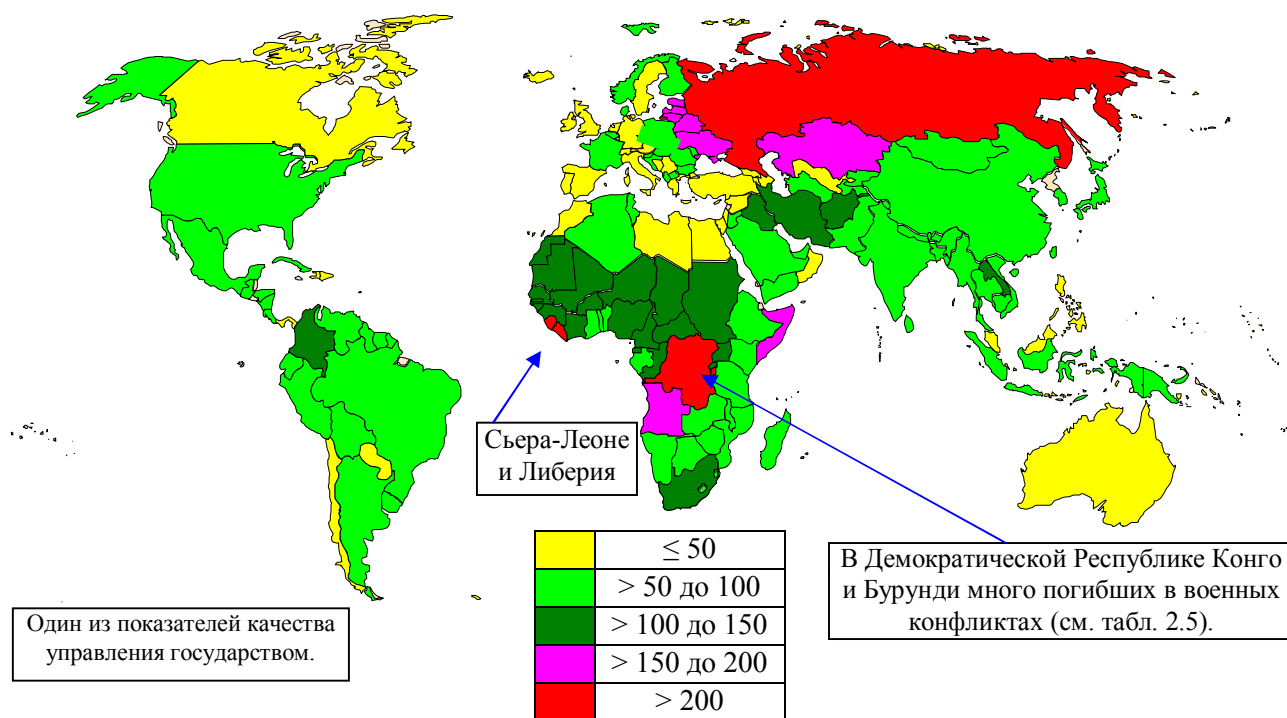 Сьера-Леоне
и Либерия
≤ 50
> 50 до 100
> 100 до 150
> 150 до 200
> 200
В Демократической Республике Конго
и Бурунди много погибших в военных
конфликтах (см. табл. 2.5).
Один из показателей качества
управления государством.